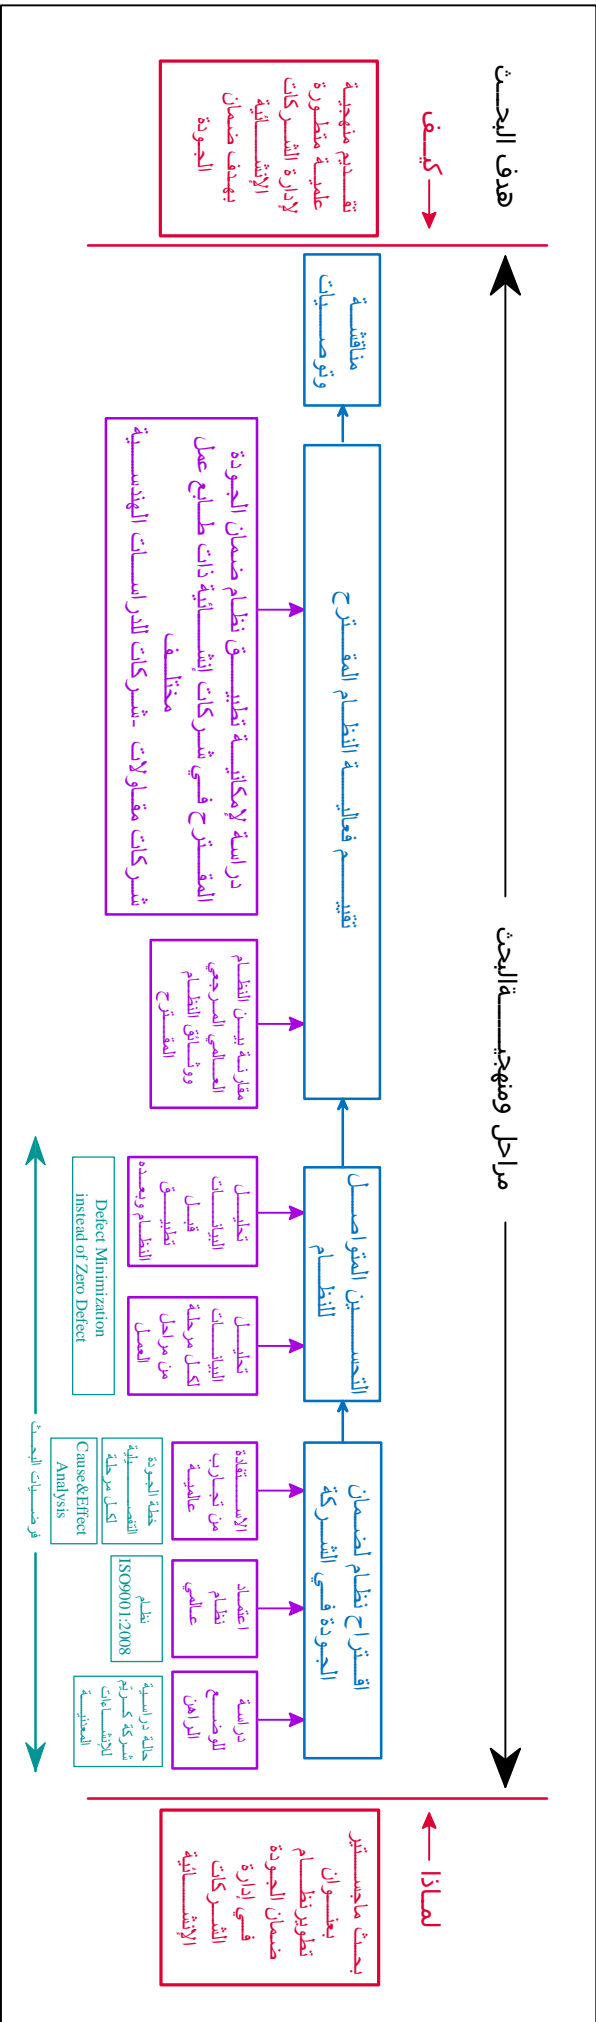 هدف البحث
كيف
تقديم منهجية
علمية متطورة
لإدارة الشركات
الإنشائية
بهدف ضمان
الجودة
مراحل ومنهجية البحث
مناقشة
وتوصيات
تقييم فعالية النظام المقترح
دراسة لإمكانية تطبيق نظام ضمان الجودة
المقترح في شركات إنشائية ذات طابع عمل
مختلف
شركات مقاولات -شركات للدراسات الهندسية
مقارنة بين النظام
العالمي المرجعي
ووثائق النظام
المقترح
التحسين المتواصل
للنظام
تحليل
البيانات
قبل
تطبيق
النظام وبعده
تحليل
البيانات
لكل مرحلة
من مراحل
العمل
Defect Minimization
instead of Zero Defect
اقتراح نظام لضمان
الجودة في الشركة
الاستفادة
من تجارب
عالمية
خطة الجودة
التفصيلية
لكل مرحلة
Cause&Effect
Analysis
اعتماد
نظام
عالمي
نظام
ISO9001:2008
دراسة
للوضع
الراهن
حالة دراسية
شركة كريم
للإنشاءات
المعدنية
فرضيات البحث
لماذا
بحث ماجستير
بعنوان
تطوير نظام
ضمان الجودة
في إدارة
الشركات
الإنشائية